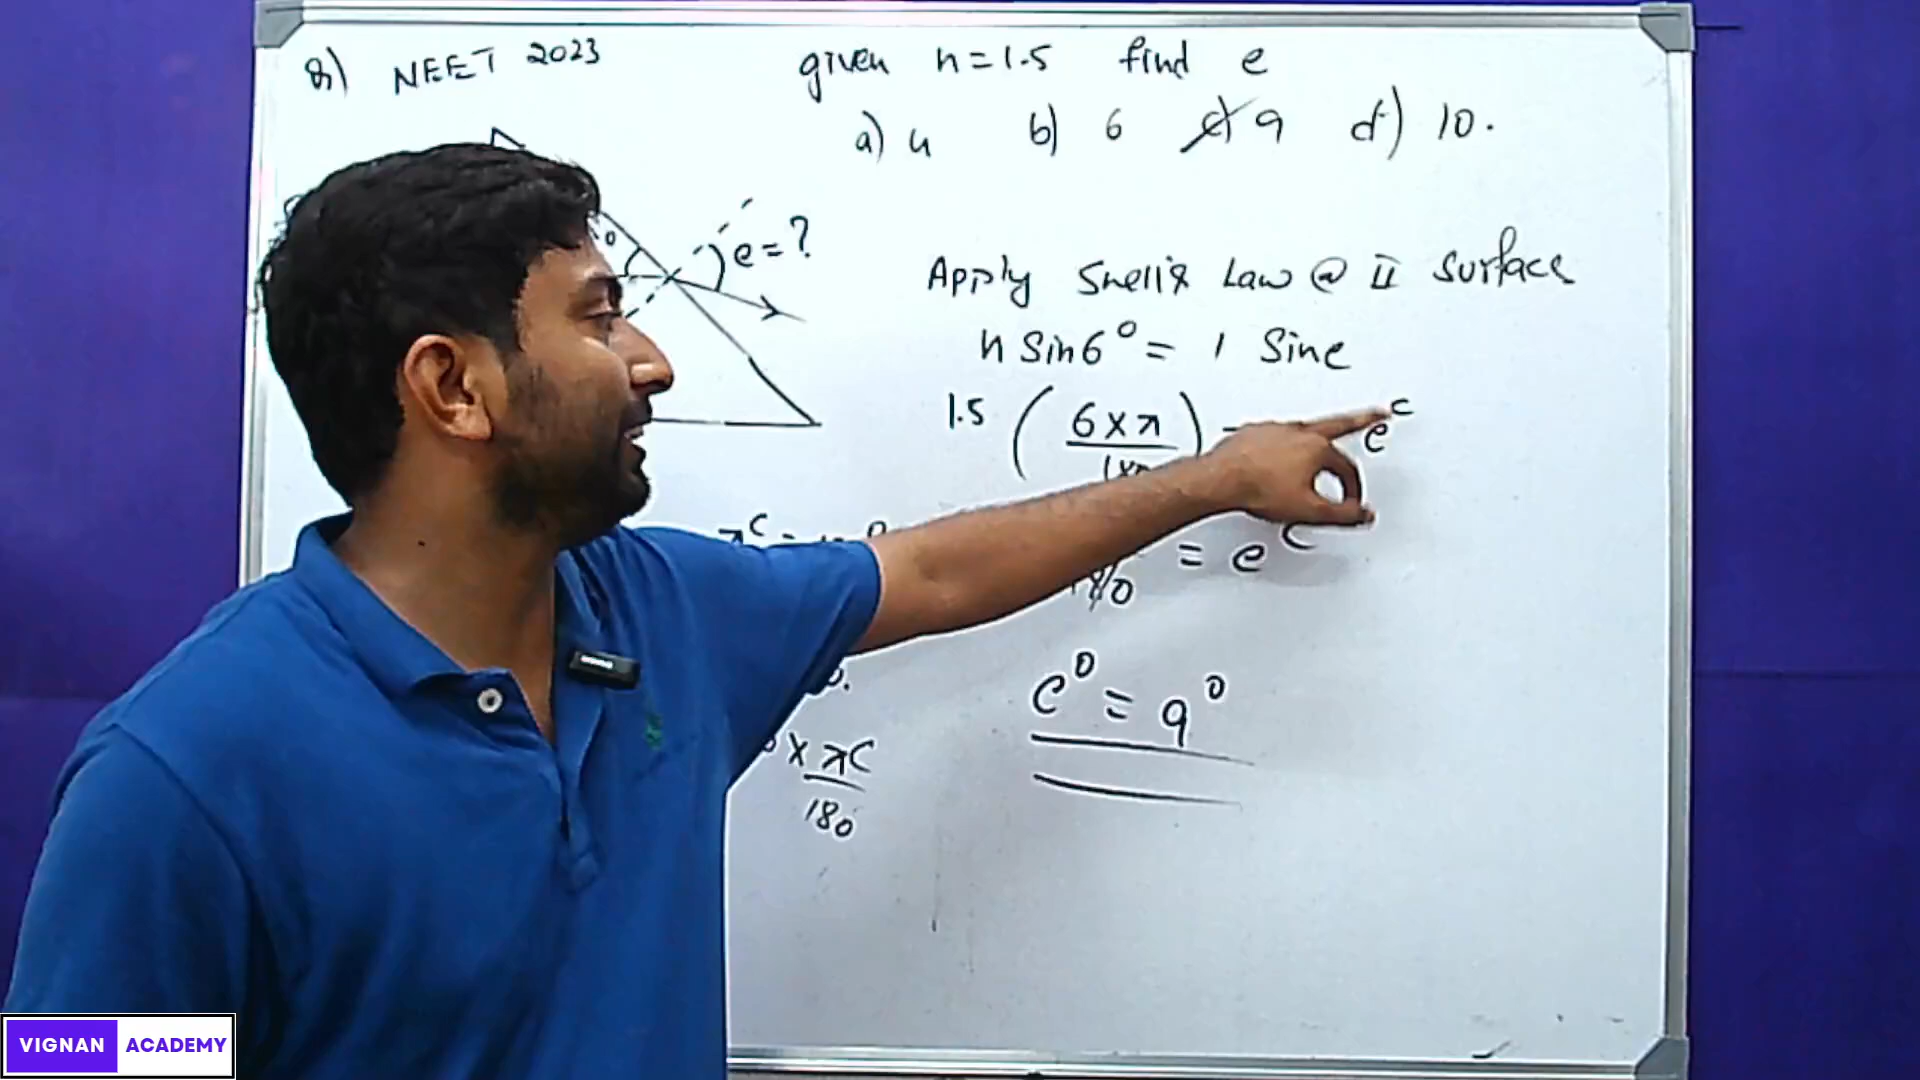 Q) NEET 2023
given n = 1.5 find e
a) 4 b) 6 c) 9 d) 10.
e = ?
Apply Snell's Law @ II Surface
n Sin6° = 1 Sine
1.5 ( 6 x π / 180 ) = e^c
π^c =
= e^c
180
e° = 9°
x π^c
180
VIGNAN ACADEMY